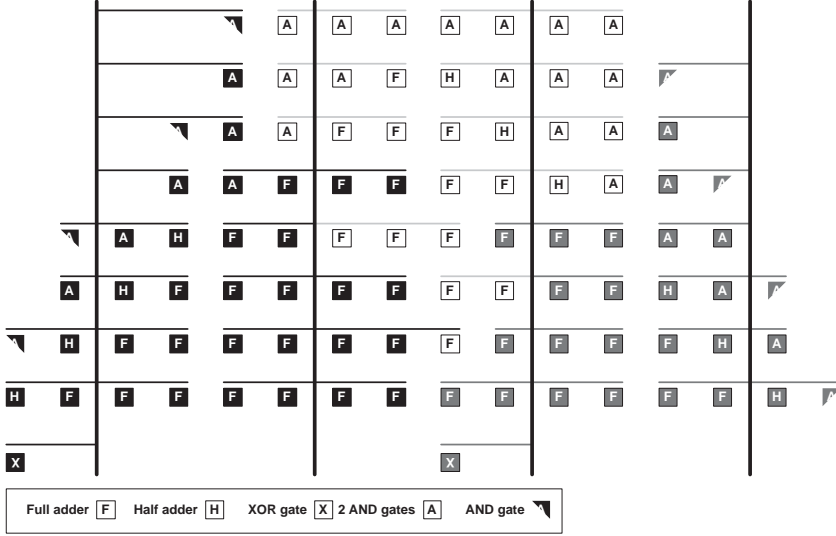 A A A A A A A A
A A A F H A A A A
A A A F F F H A A A
A A F F F F F H A A A
A A H F F F F F F F F A A
A H F F F F F F F F F H A A
A H F F F F F F F F F F F H A
H F F F F F F F F F F F F F H A
X X
Full adder F Half adder H XOR gate X 2 AND gates A AND gate A